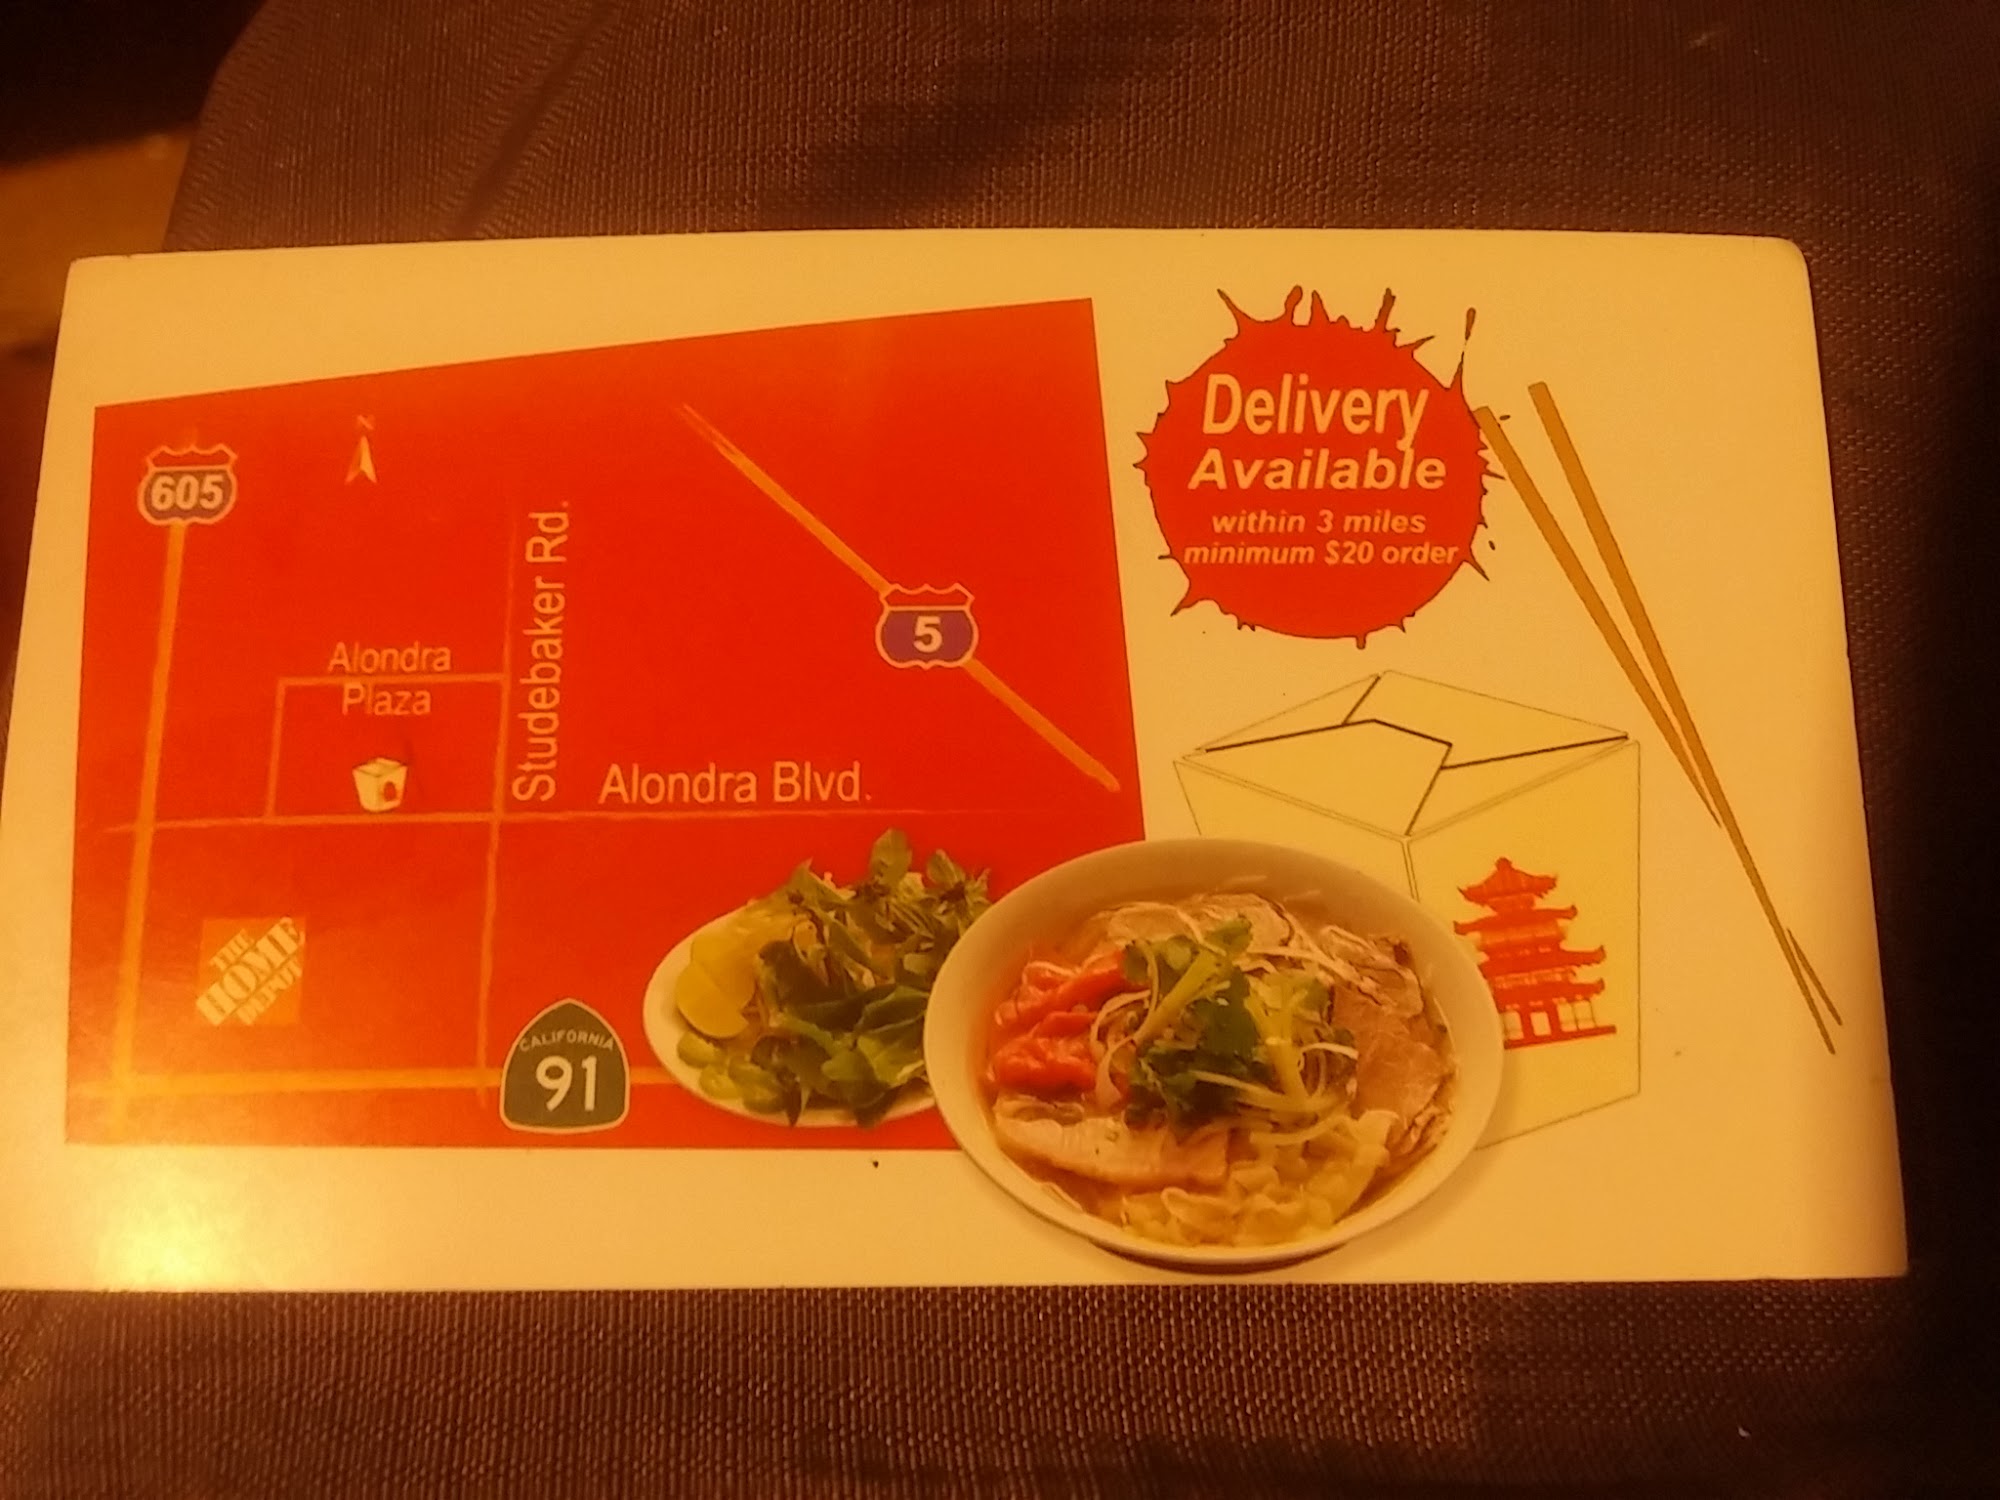 605
N
Studebaker Rd.
Alondra
Plaza
5
Alondra Blvd.
THE
HOME
DEPOT
CALIFORNIA
91
Delivery
Available
within 3 miles
minimum $20 order